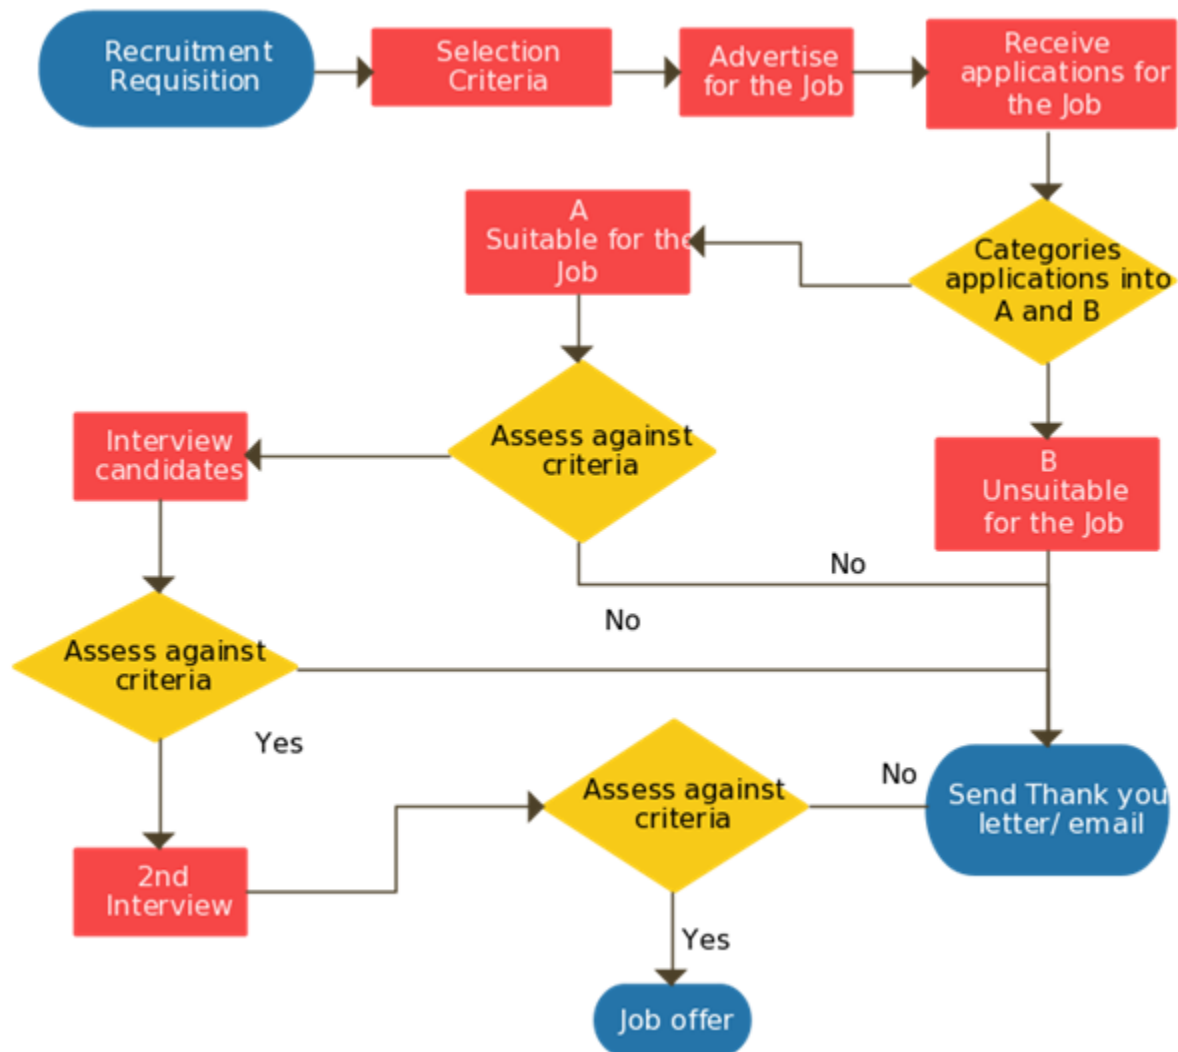 Recruitment
Requisition
Selection
Criteria
Advertise
for the Job
Receive
applications for
the Job
A
Suitable for the
Job
Categories
applications into
A and B
Interview
candidates
Assess against
criteria
B
Unsuitable
for the Job
No
No
Assess against
criteria
Yes
Assess against
criteria
No
Send Thank you
letter/ email
2nd
Interview
Yes
Job offer